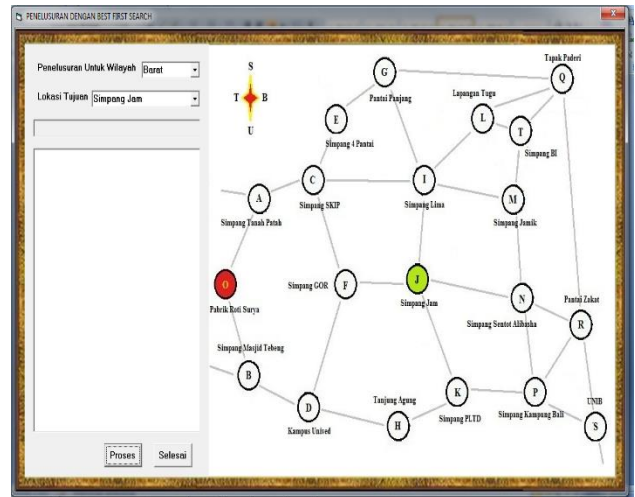 PENELUSURAN DENGAN BEST FIRST SEARCH
Penelusuran Untuk Wilayah Barat
Lokasi Tujuan Simpang Jam
Proses Selesai
S
T B
U
Tapak Paderi
G
Q
Pantai Panjang
Lapangan Tugu
E
L
T
Simpang 4 Pantai
Simpang BI
C
I
A
Simpang SKIP
Simpang Lima
M
Simpang Tanah Patah
Simpang Jamik
O
Simpang GOR
F
J
N
Pantai Zakat
Pabrik Roti Surya
Simpang Jam
Simpang Sentot Alibasha
R
Simpang Masjid Tebeng
B
Tanjung Agung
K
P
UNIB
D
H
Simpang PLTD
Simpang Kampung Bali
S
Kampus Unived